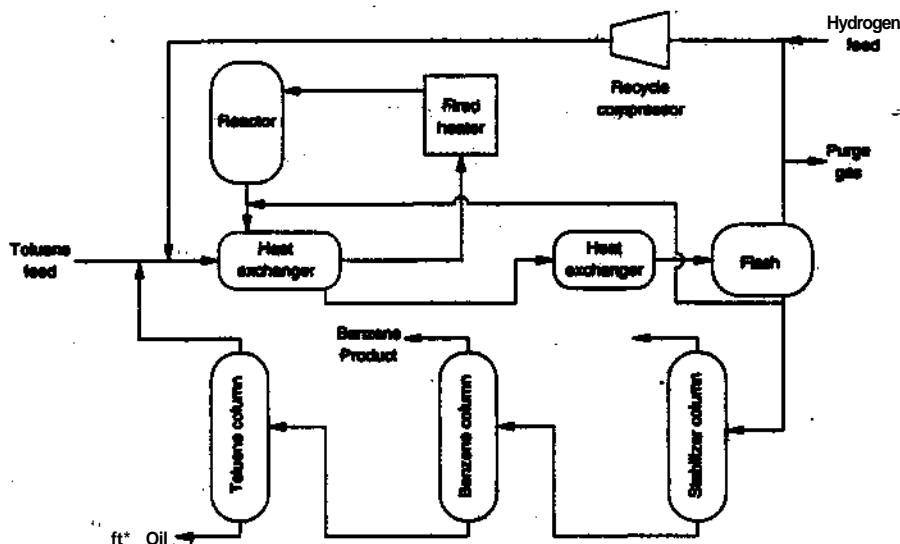 Hydrogen
feed
Recycle
compressor
Reactor
Fired
heater
Purge
gas
Toluene
feed
Heat
exchanger
Heat
exchanger
Flash
Benzene
Product
Toluene column
Benzene column
Stabilizer column
ft* Oil